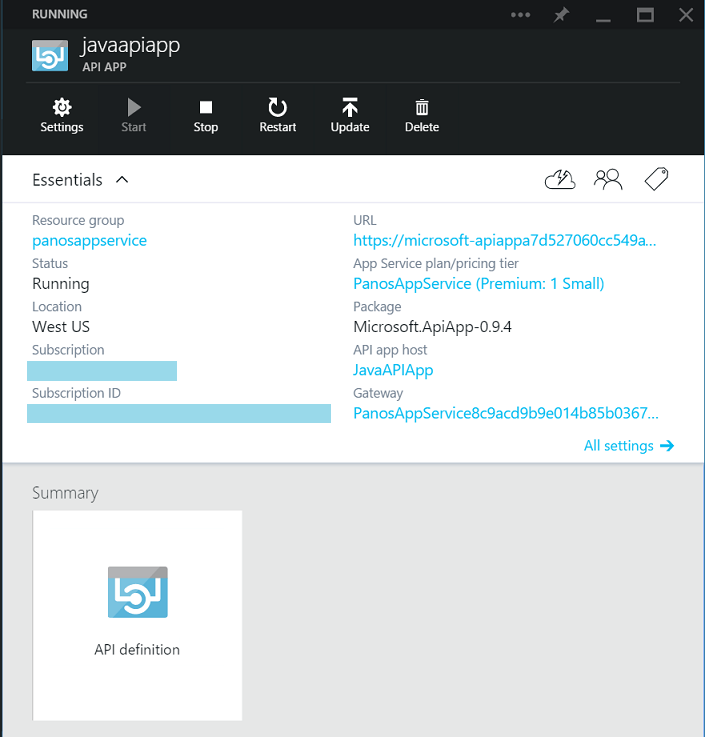 RUNNING
javaapiapp
API APP
Settings
Start
Stop
Restart
Update
Delete
Essentials
Resource group
panosappservice
Status
Running
Location
West US
Subscription
Subscription ID
URL
https://microsoft-apiappa7d527060cc549a...
App Service plan/pricing tier
PanosAppService (Premium: 1 Small)
Package
Microsoft.ApiApp-0.9.4
API app host
JavaAPIApp
Gateway
PanosAppService8c9acd9b9e014b85b0367...
All settings
Summary
API definition